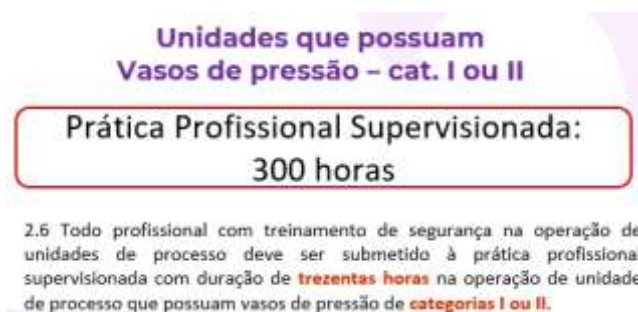 Unidades que possuam
Vasos de pressão – cat. I ou II
Prática Profissional Supervisionada:
300 horas
2.6 Todo profissional com treinamento de segurança na operação de
unidades de processo deve ser submetido à prática profissiona
supervisionada com duração de trezentas horas na operação de unidade
de processo que possuam vasos de pressão de categorias I ou II.